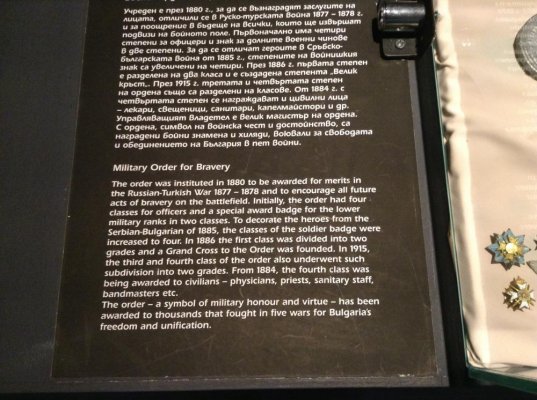 Учреден е през 1880 г., за да се възнаградят заслугите на
лицата, отличили се в Руско-турската война 1877 – 1878 г.
и за поощрение в бъдеще на всички, които ще извършат
подвизи на бойното поле. Първоначално има четири
степени за офицери и знак за долните военни чинове
в две степени. За да се отличат героите в Сръбско-
българската война от 1885 г., степените на войнишкия
знак са увеличени на четири. През 1886 г. първата степен
е разделена на два класа и е създадена степента „Велик
кръст„. През 1915 г. третата и четвъртата степен
на ордена също са разделени на класове. От 1884 г. с
четвъртата степен се награждават и цивилни лица
– лекари, свещеници, санитари, капелмайстори и др.
Управляващият Владетел е Велик магистър на ордена.
С ордена, символ на войнска чест и достойнство, са
наградени бойни знамена и хиляди, воювали за свободата
и обединението на България в пет войни.
Military Order for Bravery
The order was instituted in 1880 to be awarded for merits in
the Russian-Turkish War 1877 – 1878 and to encourage all future
acts of bravery on the battlefield. Initially, the order had four
classes for officers and a special award badge for the lower
military ranks in two classes. To decorate the heroes from the
Serbian-Bulgarian of 1885, the classes of the soldier badge were
increased to four. In 1886 the first class was divided into two
grades and a Grand Cross to the Order was founded. In 1915,
the third and fourth class of the order also underwent such
subdivision into two grades. From 1884, the fourth class was
being awarded to civilians – physicians, priests, sanitary staff,
bandmasters etc.
The order – a symbol of military honour and virtue – has been
awarded to thousands that fought in five wars for Bulgaria's
freedom and unification.